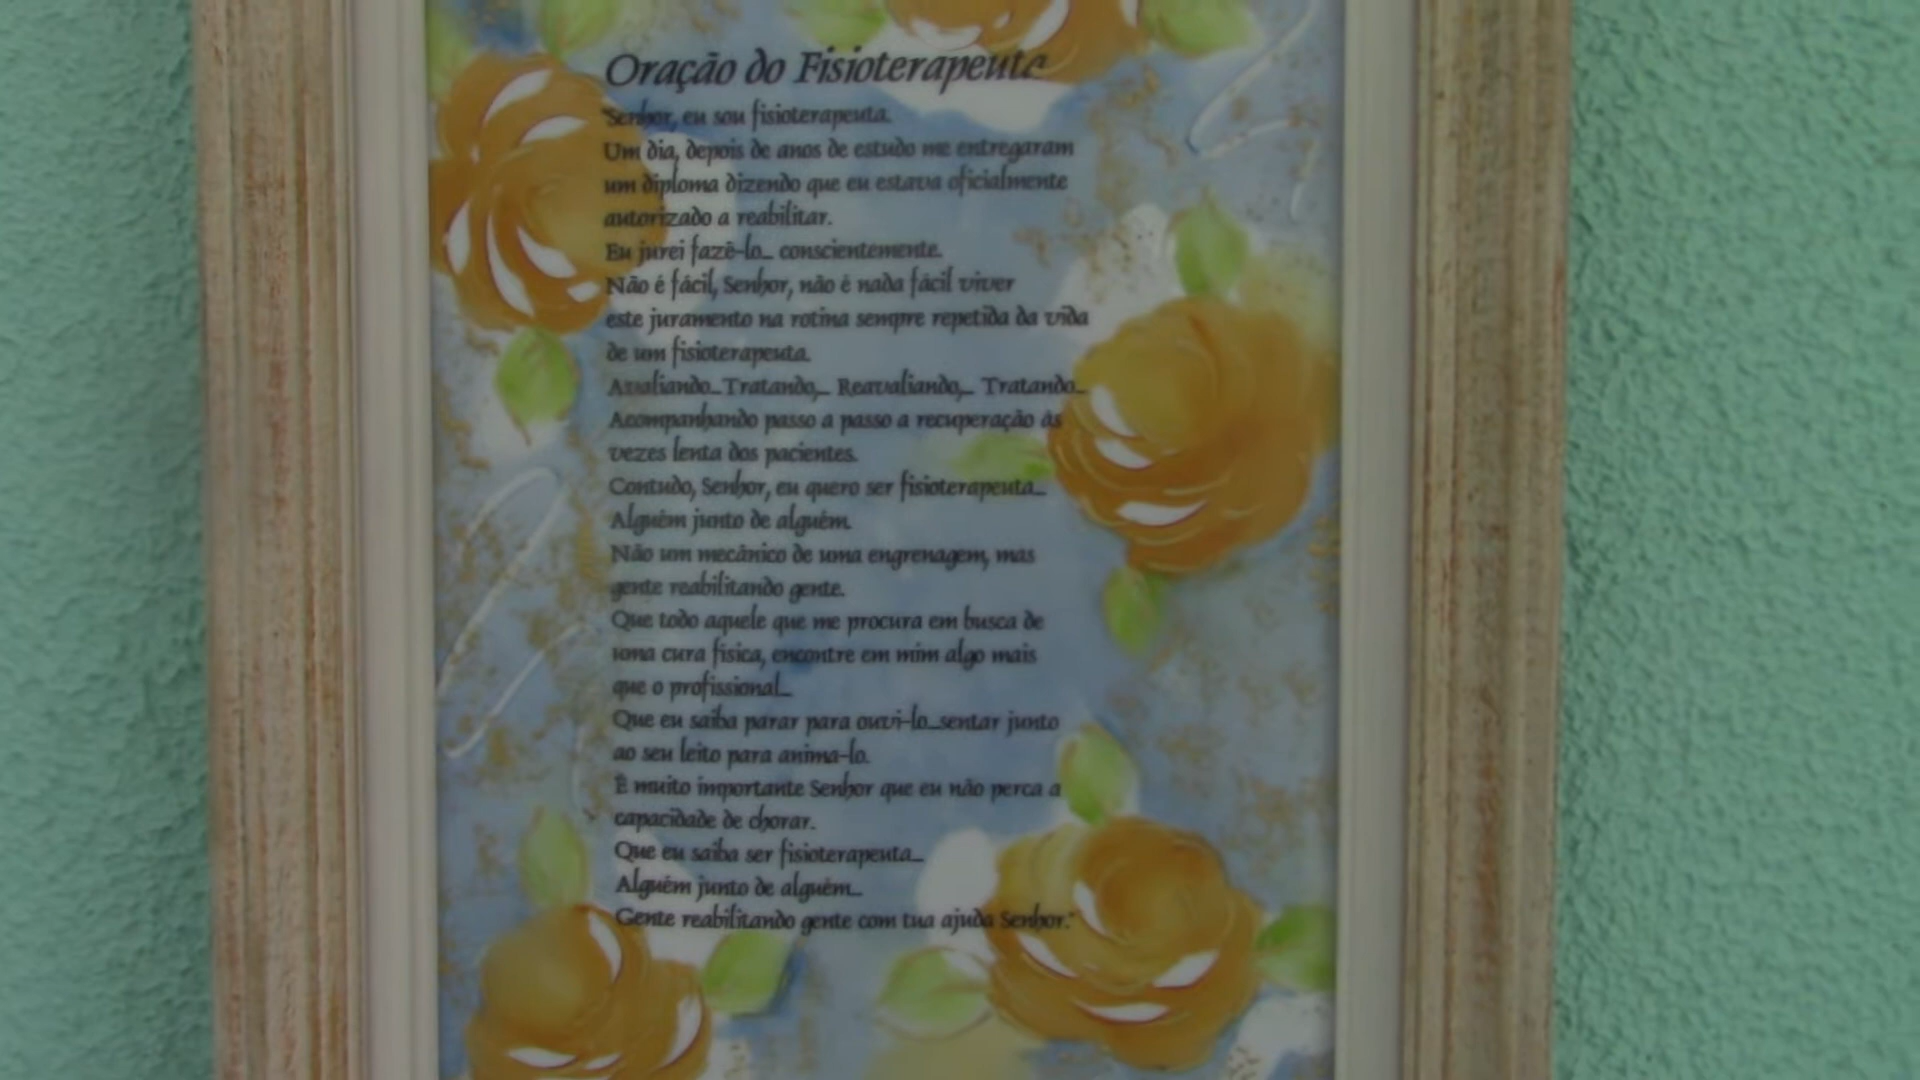 Oração do Fisioterapeuta
"Senhor, eu sou fisioterapeuta.
Um dia, depois de anos de estudo me entregaram
um diploma dizendo que eu estava oficialmente
autorizado a reabilitar.
Eu jurei fazê-lo... conscientemente.
Não é fácil, Senhor, não é nada fácil viver
este juramento na rotina sempre repetida da vida
de um fisioterapeuta.
Avaliando...Tratando,... Reavaliando,... Tratando...
Acompanhando passo a passo a recuperação às
vezes lenta dos pacientes.
Contudo, Senhor, eu quero ser fisioterapeuta...
Alguém junto de alguém.
Não um mecânico de uma engrenagem, mas
gente reabilitando gente.
Que todo aquele que me procura em busca de
uma cura física, encontre em mim algo mais
que o profissional...
Que eu saiba parar para ouvi-lo...sentar junto
ao seu leito para anima-lo.
É muito importante Senhor que eu não perca a
capacidade de chorar.
Que eu saiba ser fisioterapeuta...
Alguém junto de alguém...
Gente reabilitando gente com tua ajuda Senhor."